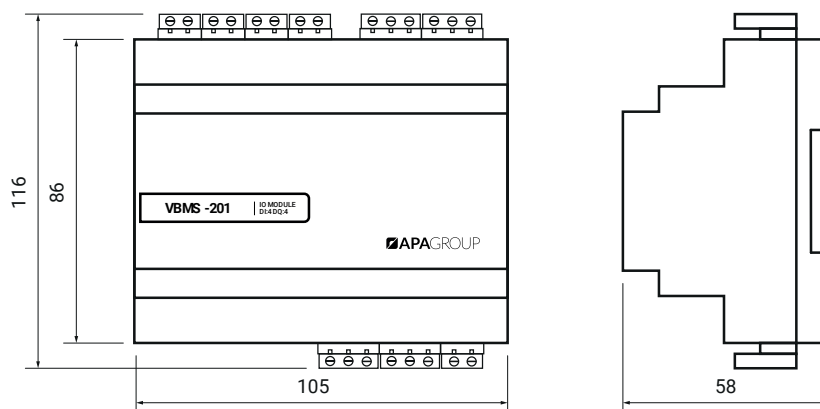 116
86
VBMS -201
IO MODULE
DI:4 DQ:4
APAGROUP
105
58